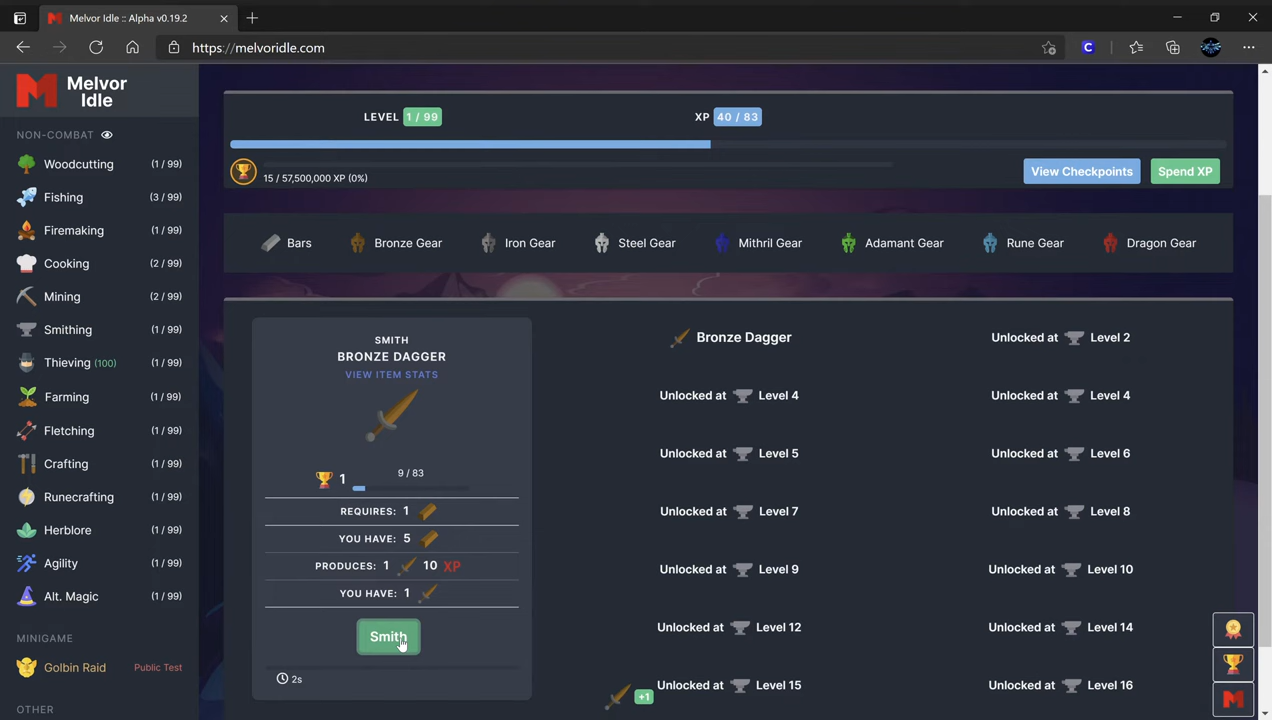 Melvor Idle :: Alpha v0.19.2
https://melvoridle.com
C
Melvor
Idle
NON-COMBAT
Woodcutting (1 / 99)
Fishing (3 / 99)
Firemaking (1 / 99)
Cooking (2 / 99)
Mining (2 / 99)
Smithing (1 / 99)
Thieving (100) (1 / 99)
Farming (1 / 99)
Fletching (1 / 99)
Crafting (1 / 99)
Runecrafting (1 / 99)
Herblore (1 / 99)
Agility (1 / 99)
Alt. Magic (1 / 99)
MINIGAME
Golbin Raid Public Test
OTHER
LEVEL 1 / 99 XP 40 / 83
15 / 57,500,000 XP (0%)
View Checkpoints Spend XP
Bars Bronze Gear Iron Gear Steel Gear Mithril Gear Adamant Gear Rune Gear Dragon Gear
SMITH
BRONZE DAGGER
VIEW ITEM STATS
1 9 / 83
REQUIRES: 1
YOU HAVE: 5
PRODUCES: 1 10 XP
YOU HAVE: 1
Smith
2s
Bronze Dagger Unlocked at Level 2
Unlocked at Level 4 Unlocked at Level 4
Unlocked at Level 5 Unlocked at Level 6
Unlocked at Level 7 Unlocked at Level 8
Unlocked at Level 9 Unlocked at Level 10
Unlocked at Level 12 Unlocked at Level 14
Unlocked at Level 15 Unlocked at Level 16
+1